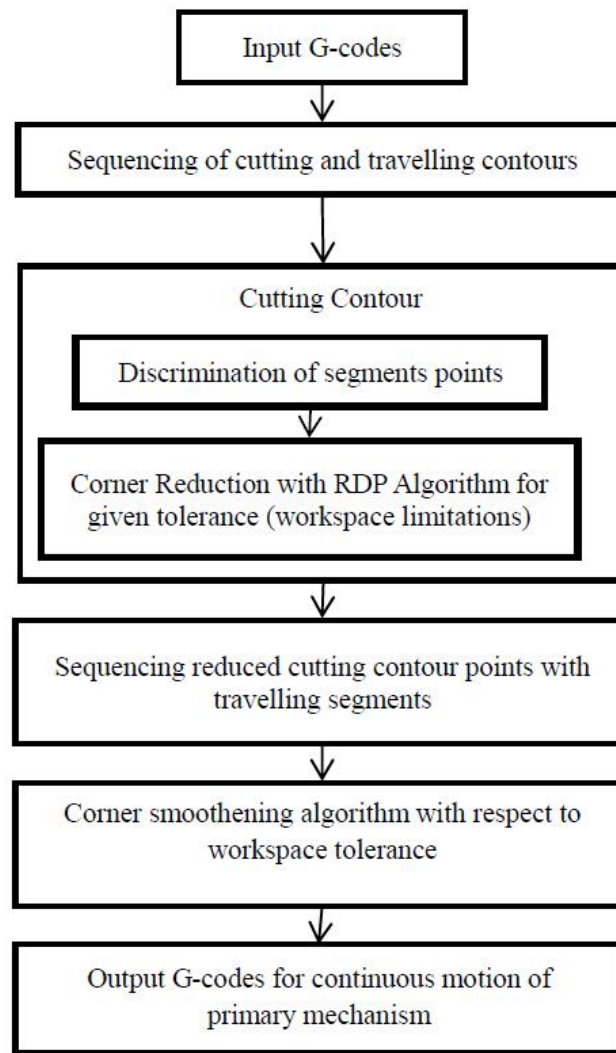 Input G-codes
Sequencing of cutting and travelling contours
Cutting Contour
Discrimination of segments points
Corner Reduction with RDP Algorithm for
given tolerance (workspace limitations)
Sequencing reduced cutting contour points with
travelling segments
Corner smoothening algorithm with respect to
workspace tolerance
Output G-codes for continuous motion of
primary mechanism